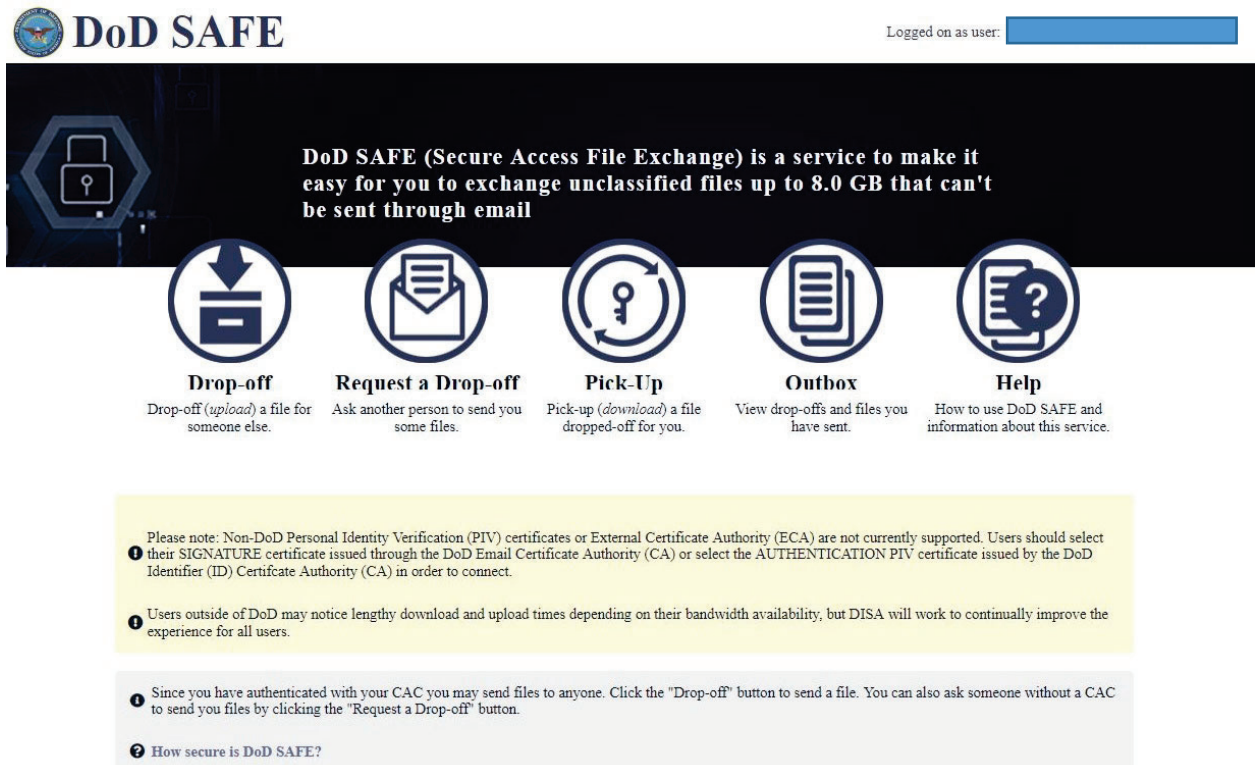 DoD SAFE
Logged on as user:
DoD SAFE (Secure Access File Exchange) is a service to make it
easy for you to exchange unclassified files up to 8.0 GB that can't
be sent through email
Drop-off
Drop-off (upload) a file for
someone else.
Request a Drop-off
Ask another person to send you
some files.
Pick-Up
Pick-up (download) a file
dropped-off for you.
Outbox
View drop-offs and files you
have sent.
Help
How to use DoD SAFE and
information about this service.
Please note: Non-DoD Personal Identity Verification (PIV) certificates or External Certificate Authority (ECA) are not currently supported. Users should select
their SIGNATURE certificate issued through the DoD Email Certificate Authority (CA) or select the AUTHENTICATION PIV certificate issued by the DoD
Identifier (ID) Certifcate Authority (CA) in order to connect.
Users outside of DoD may notice lengthy download and upload times depending on their bandwidth availability, but DISA will work to continually improve the
experience for all users.
Since you have authenticated with your CAC you may send files to anyone. Click the "Drop-off" button to send a file. You can also ask someone without a CAC
to send you files by clicking the "Request a Drop-off" button.
How secure is DoD SAFE?